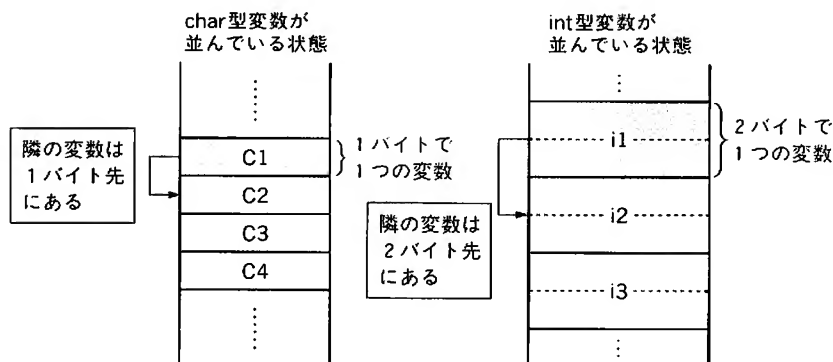 char型変数が
並んでいる状態
隣の変数は
1バイト先
にある
C1
C2
C3
C4
1バイトで
1つの変数
int型変数が
並んでいる状態
隣の変数は
2バイト先
にある
i1
i2
i3
2バイトで
1つの変数